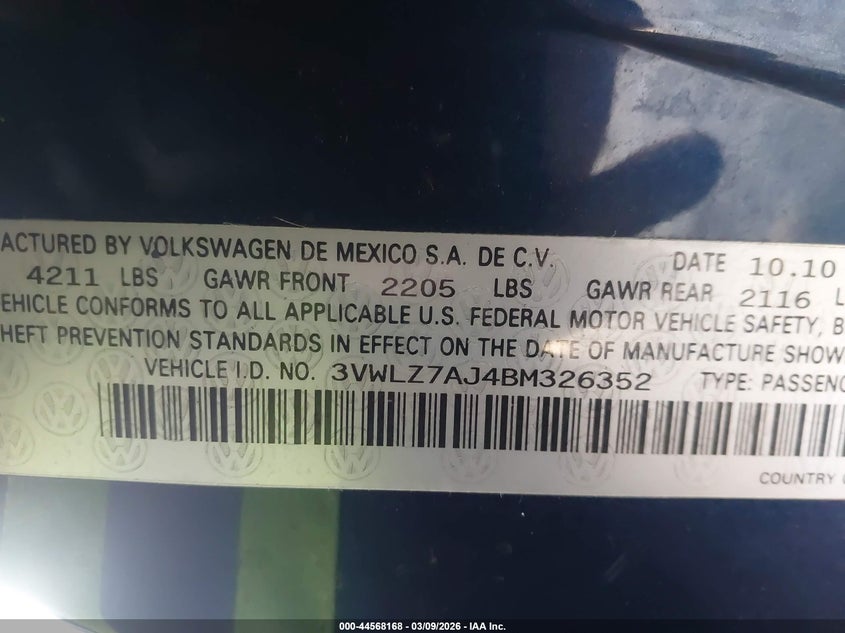 ACTURED BY VOLKSWAGEN DE MEXICO S.A. DE C.V. DATE 10.10
4211 LBS GAWR FRONT 2205 LBS GAWR REAR 2116 L
EHICLE CONFORMS TO ALL APPLICABLE U.S. FEDERAL MOTOR VEHICLE SAFETY, B
HEFT PREVENTION STANDARDS IN EFFECT ON THE DATE OF MANUFACTURE SHOW
VEHICLE I.D. NO. 3VWLZ7AJ4BM326352 TYPE: PASSENG
COUNTRY
000-44568168 - 03/09/2026 - IAA Inc.